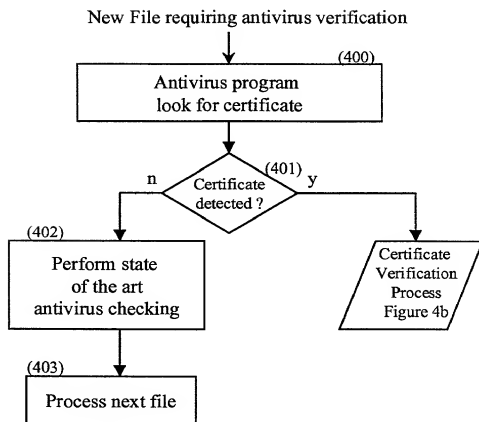 New File requiring antivirus verification
(400)
Antivirus program
look for certificate
(401)
n
Certificate
detected ?
y
(402)
Perform state
of the art
antivirus checking
Certificate
Verification
Process
Figure 4b
(403)
Process next file